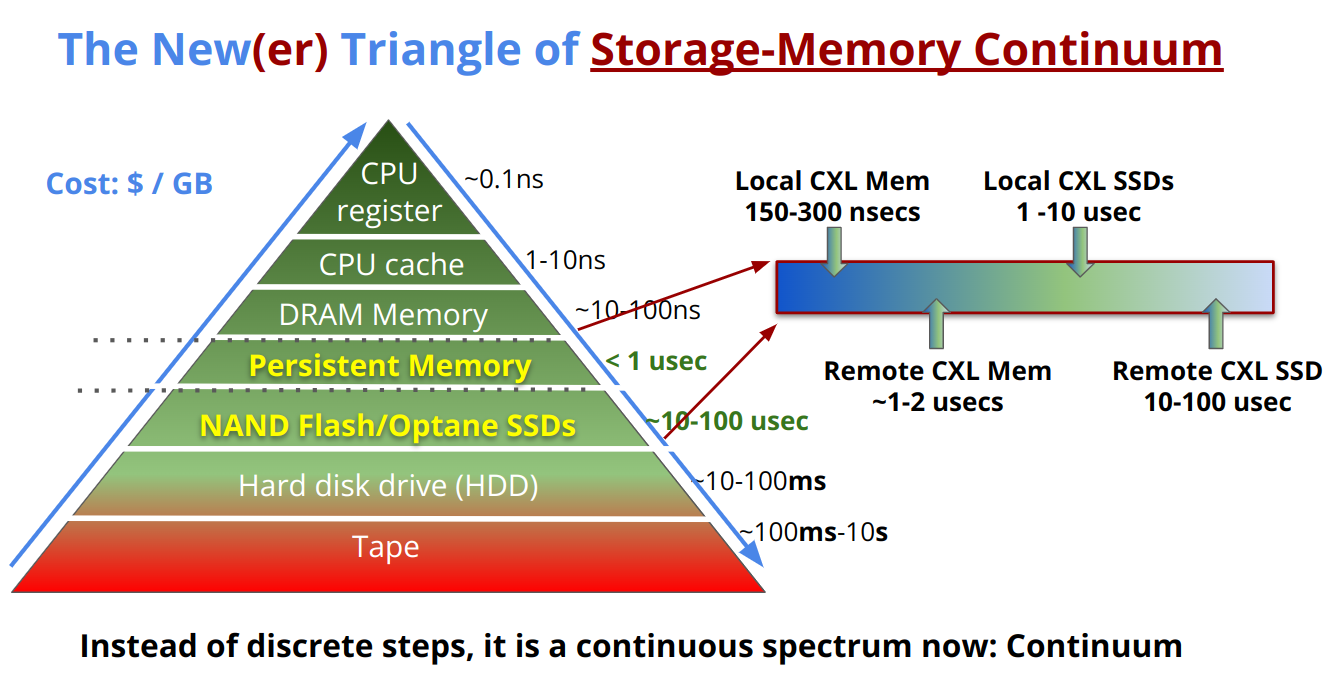 The New(er) Triangle of Storage-Memory Continuum
Cost: $ / GB
CPU
register
~0.1ns
CPU cache
1-10ns
DRAM Memory
~10-100ns
Persistent Memory
< 1 usec
NAND Flash/Optane SSDs
~10-100 usec
Hard disk drive (HDD)
~10-100ms
Tape
~100ms-10s
Local CXL Mem
150-300 nsecs
Local CXL SSDs
1 -10 usec
Remote CXL Mem
~1-2 usecs
Remote CXL SSD
10-100 usec
Instead of discrete steps, it is a continuous spectrum now: Continuum